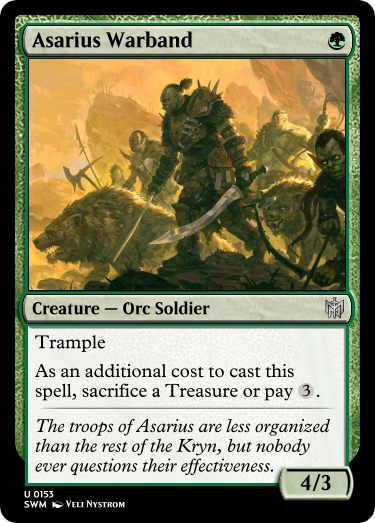 Asarius Warband
Creature — Orc Soldier
Trample
As an additional cost to cast this
spell, sacrifice a Treasure or pay 3.
The troops of Asarius are less organized
than the rest of the Kryn, but nobody
ever questions their effectiveness.
4/3
U 0153
SWM Veli Nystrom